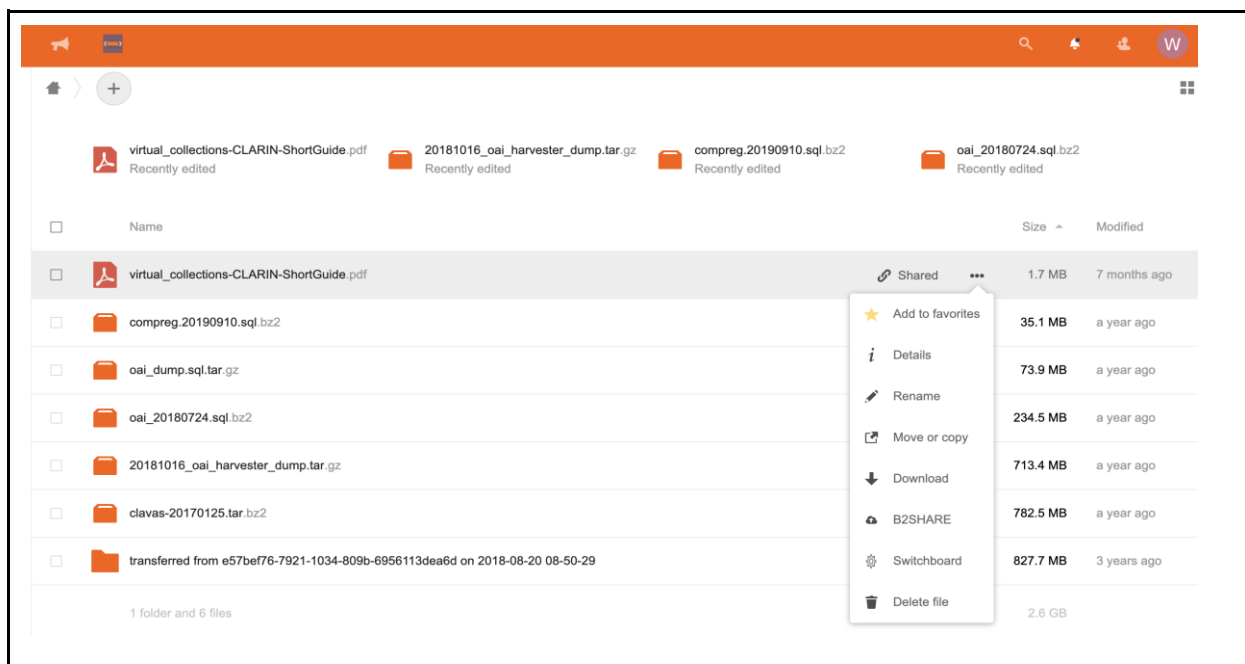 W
+
virtual_collections-CLARIN-ShortGuide.pdf
Recently edited
20181016_oai_harvester_dump.tar.gz
Recently edited
compreg.20190910.sql.bz2
Recently edited
oai_20180724.sql.bz2
Recently edited
Name Size Modified
virtual_collections-CLARIN-ShortGuide.pdf Shared ••• 1.7 MB 7 months ago
compreg.20190910.sql.bz2 35.1 MB a year ago
oai_dump.sql.tar.gz 73.9 MB a year ago
oai_20180724.sql.bz2 234.5 MB a year ago
20181016_oai_harvester_dump.tar.gz 713.4 MB a year ago
clavas-20170125.tar.bz2 782.5 MB a year ago
transferred from e57bef76-7921-1034-809b-6956113dea6d on 2018-08-20 08-50-29 827.7 MB 3 years ago
1 folder and 6 files 2.6 GB
Add to favorites
Details
Rename
Move or copy
Download
B2SHARE
Switchboard
Delete file